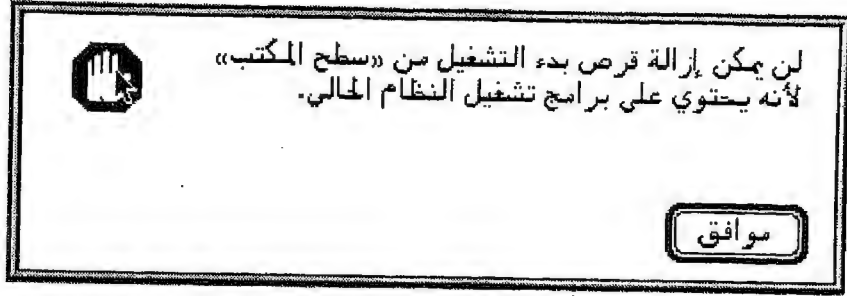 لن يمكن إزالة قرص بدء التشغيل من «سطح المكتب»
لأنه يحتوي على برامج تشغيل النظام الحالي.
موافق